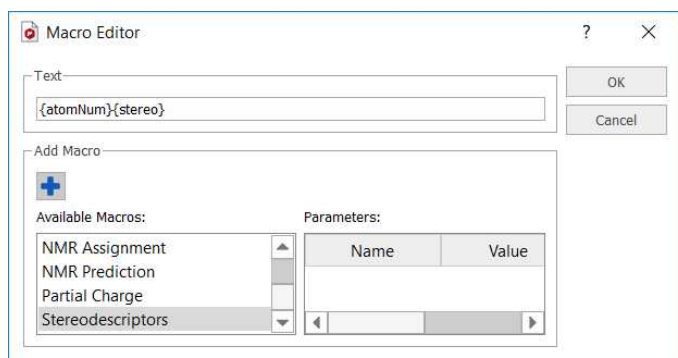 Macro Editor
?
Text
OK
{atomNum}{stereo}
Cancel
Add Macro
Available Macros:
Parameters:
NMR Assignment
NMR Prediction
Partial Charge
Stereodescriptors
Name Value